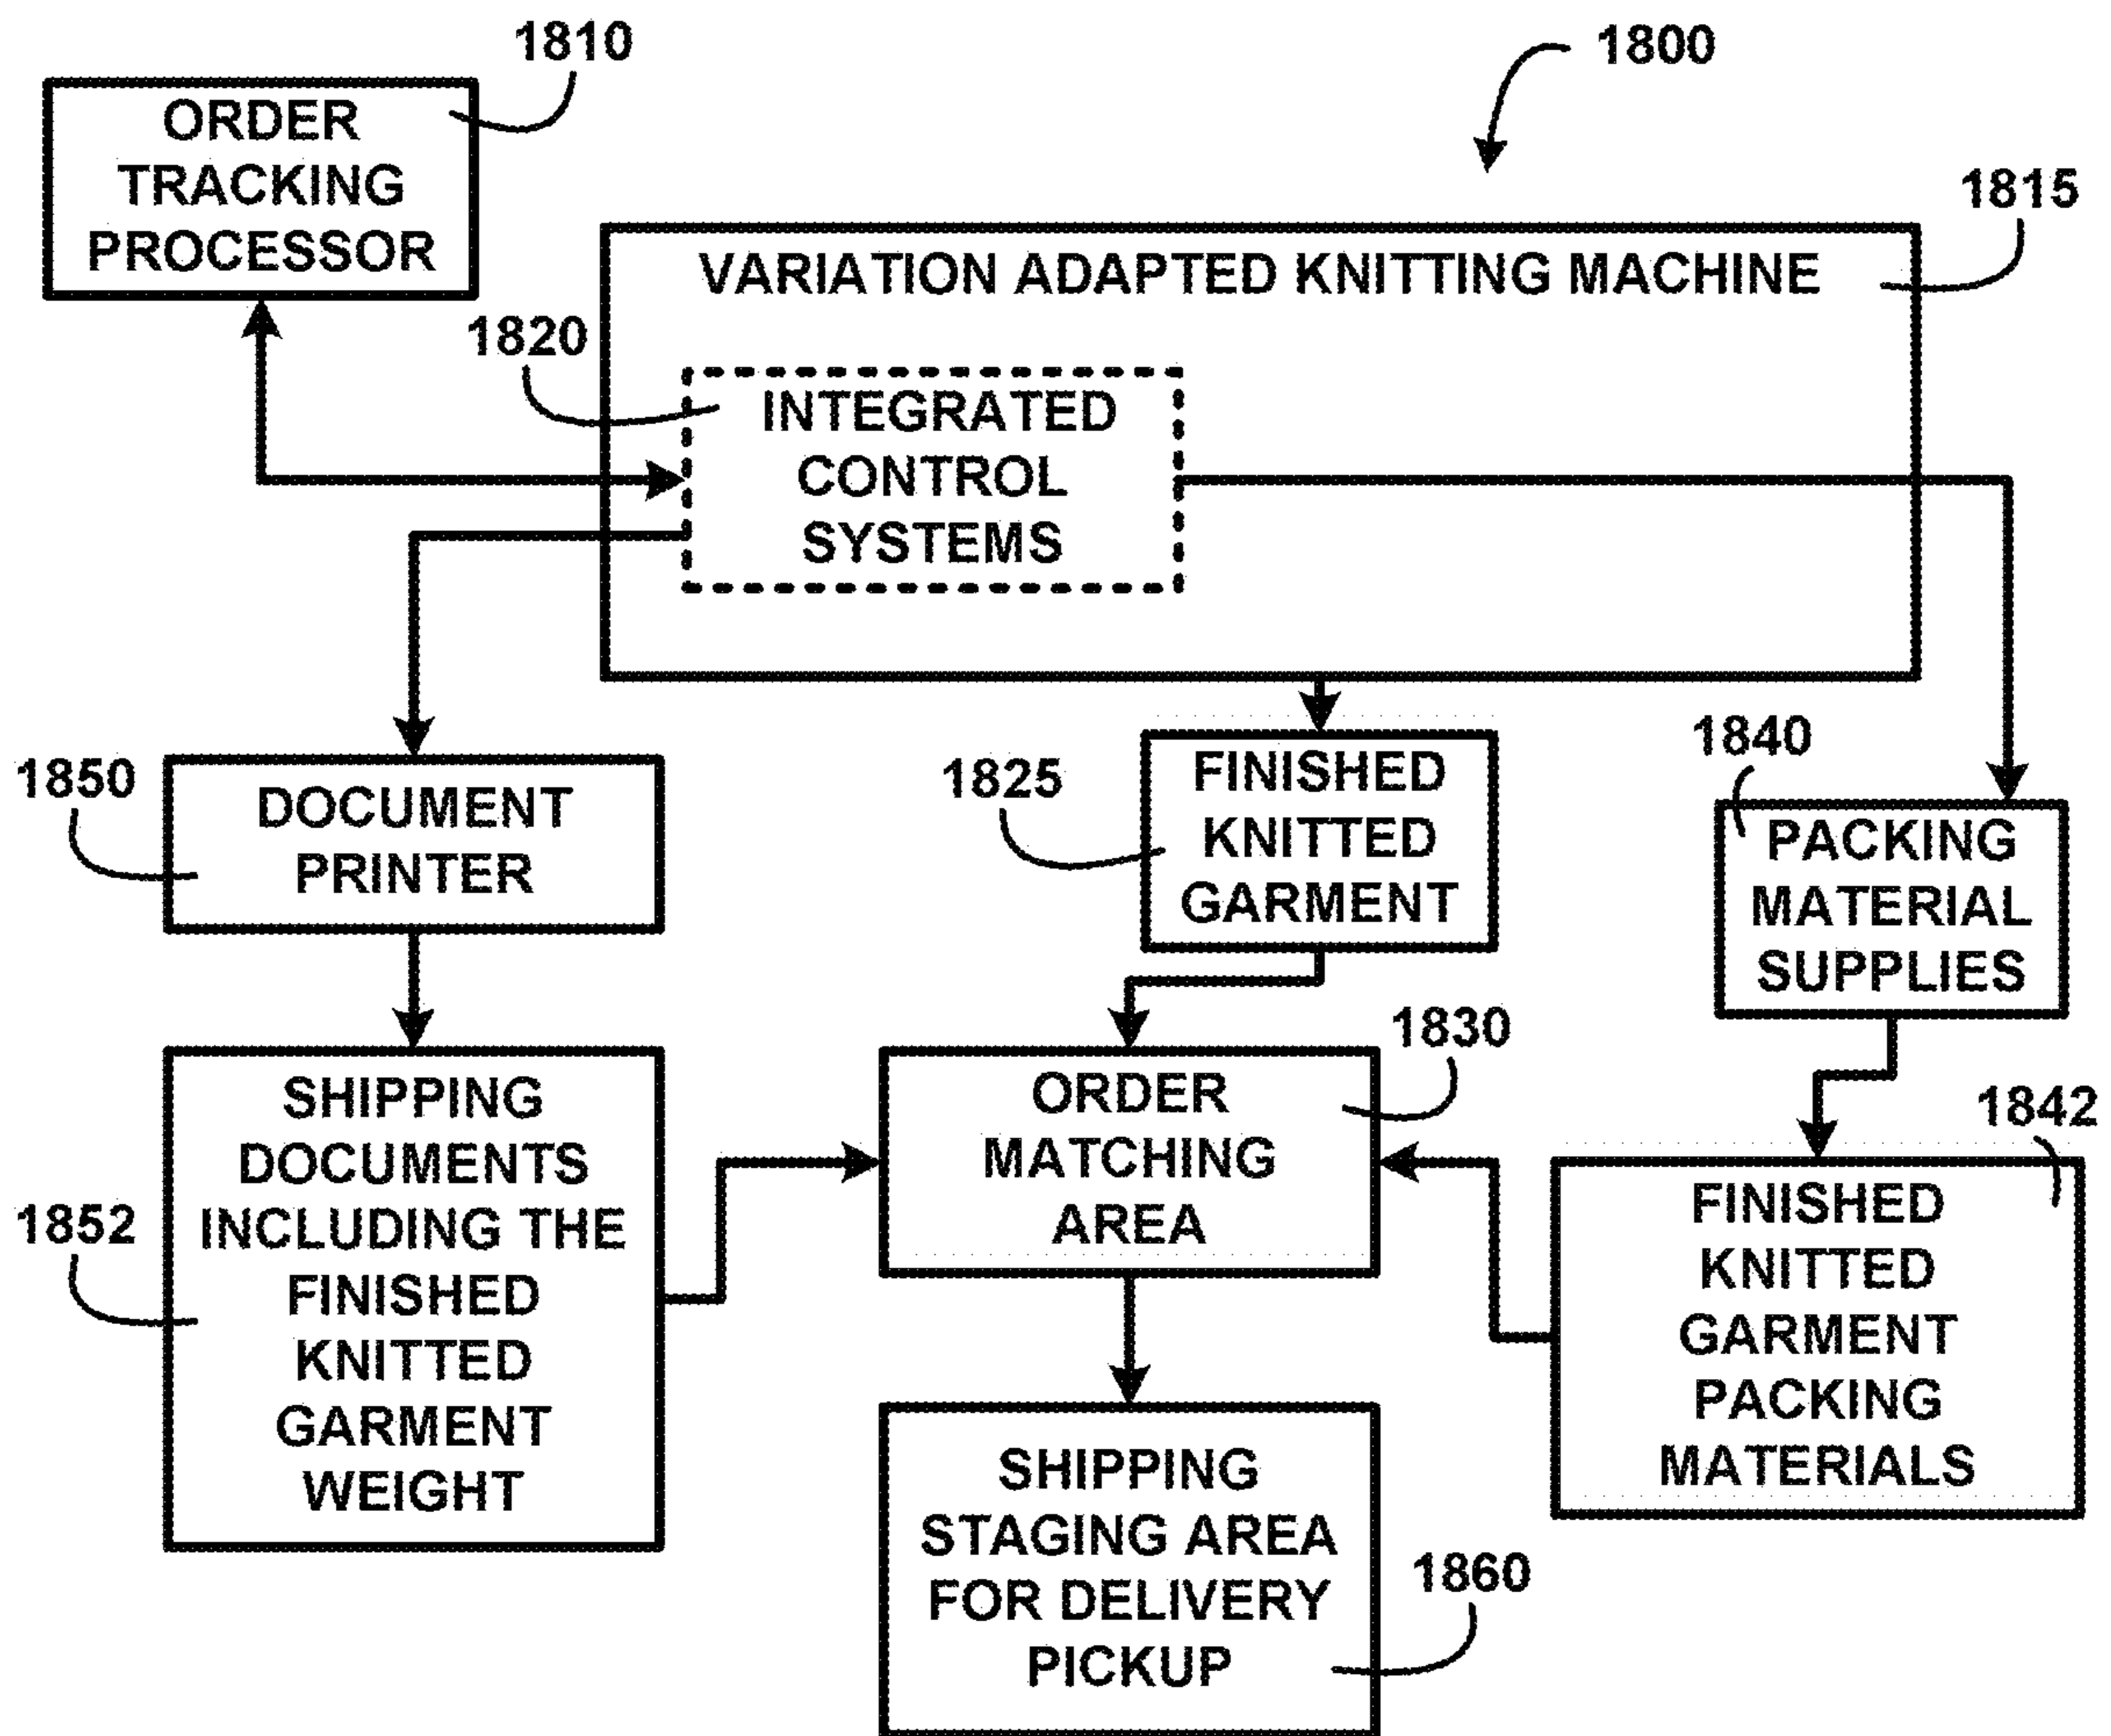 1810
1800
ORDER
TRACKING
PROCESSOR
1815
VARIATION ADAPTED KNITTING MACHINE
1820
INTEGRATED
CONTROL
SYSTEMS
1850
DOCUMENT
PRINTER
1825
FINISHED
KNITTED
GARMENT
1840
PACKING
MATERIAL
SUPPLIES
1852
SHIPPING
DOCUMENTS
INCLUDING THE
FINISHED
KNITTED
GARMENT
WEIGHT
1830
ORDER
MATCHING
AREA
1842
FINISHED
KNITTED
GARMENT
PACKING
MATERIALS
SHIPPING
STAGING AREA
FOR DELIVERY
PICKUP
1860